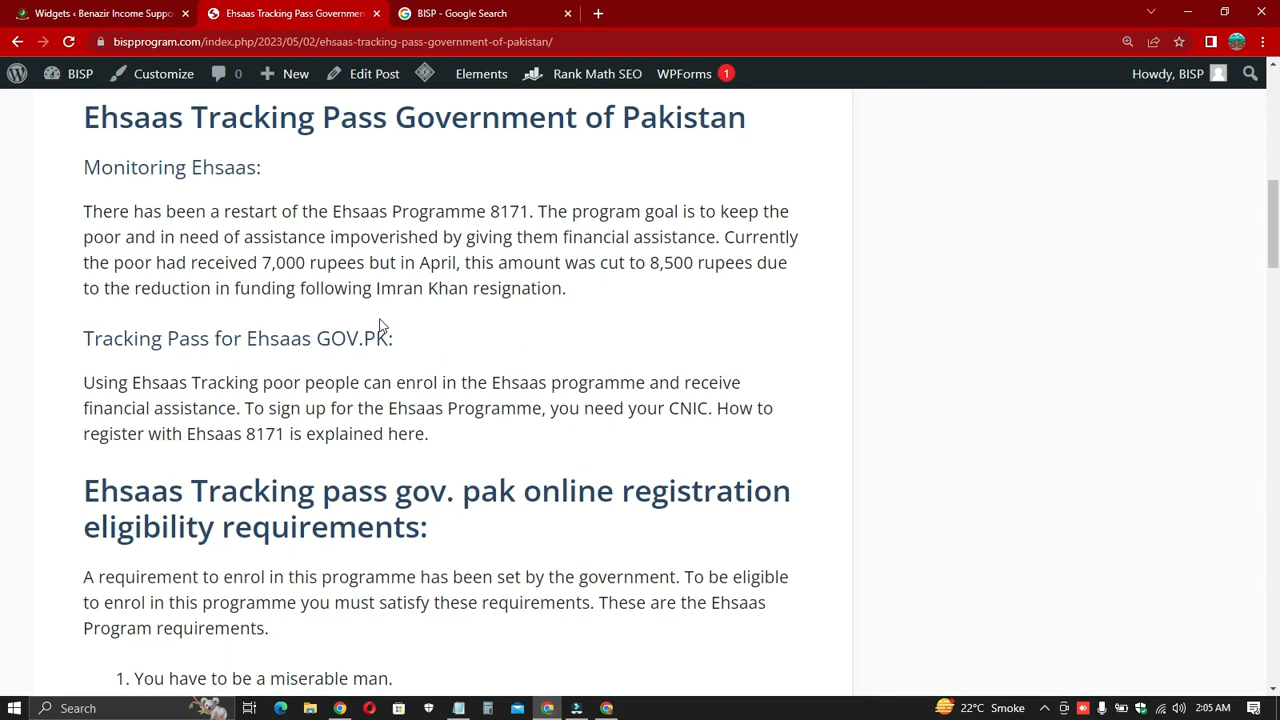 Widgets ‹ Benazir Income Suppo
Ehsaas Tracking Pass Governmen
BISP - Google Search
bispprogram.com/index.php/2023/05/02/ehsaas-tracking-pass-government-of-pakistan/
BISP
Customize
0
New
Edit Post
Elements
Rank Math SEO
WPForms
1
Howdy, BISP
Ehsaas Tracking Pass Government of Pakistan
Monitoring Ehsaas:
There has been a restart of the Ehsaas Programme 8171. The program goal is to keep the
poor and in need of assistance impoverished by giving them financial assistance. Currently
the poor had received 7,000 rupees but in April, this amount was cut to 8,500 rupees due
to the reduction in funding following Imran Khan resignation.
Tracking Pass for Ehsaas GOV.PK:
Using Ehsaas Tracking poor people can enrol in the Ehsaas programme and receive
financial assistance. To sign up for the Ehsaas Programme, you need your CNIC. How to
register with Ehsaas 8171 is explained here.
Ehsaas Tracking pass gov. pak online registration
eligibility requirements:
A requirement to enrol in this programme has been set by the government. To be eligible
to enrol in this programme you must satisfy these requirements. These are the Ehsaas
Program requirements.
1. You have to be a miserable man.
Search
22°C Smoke
2:05 AM